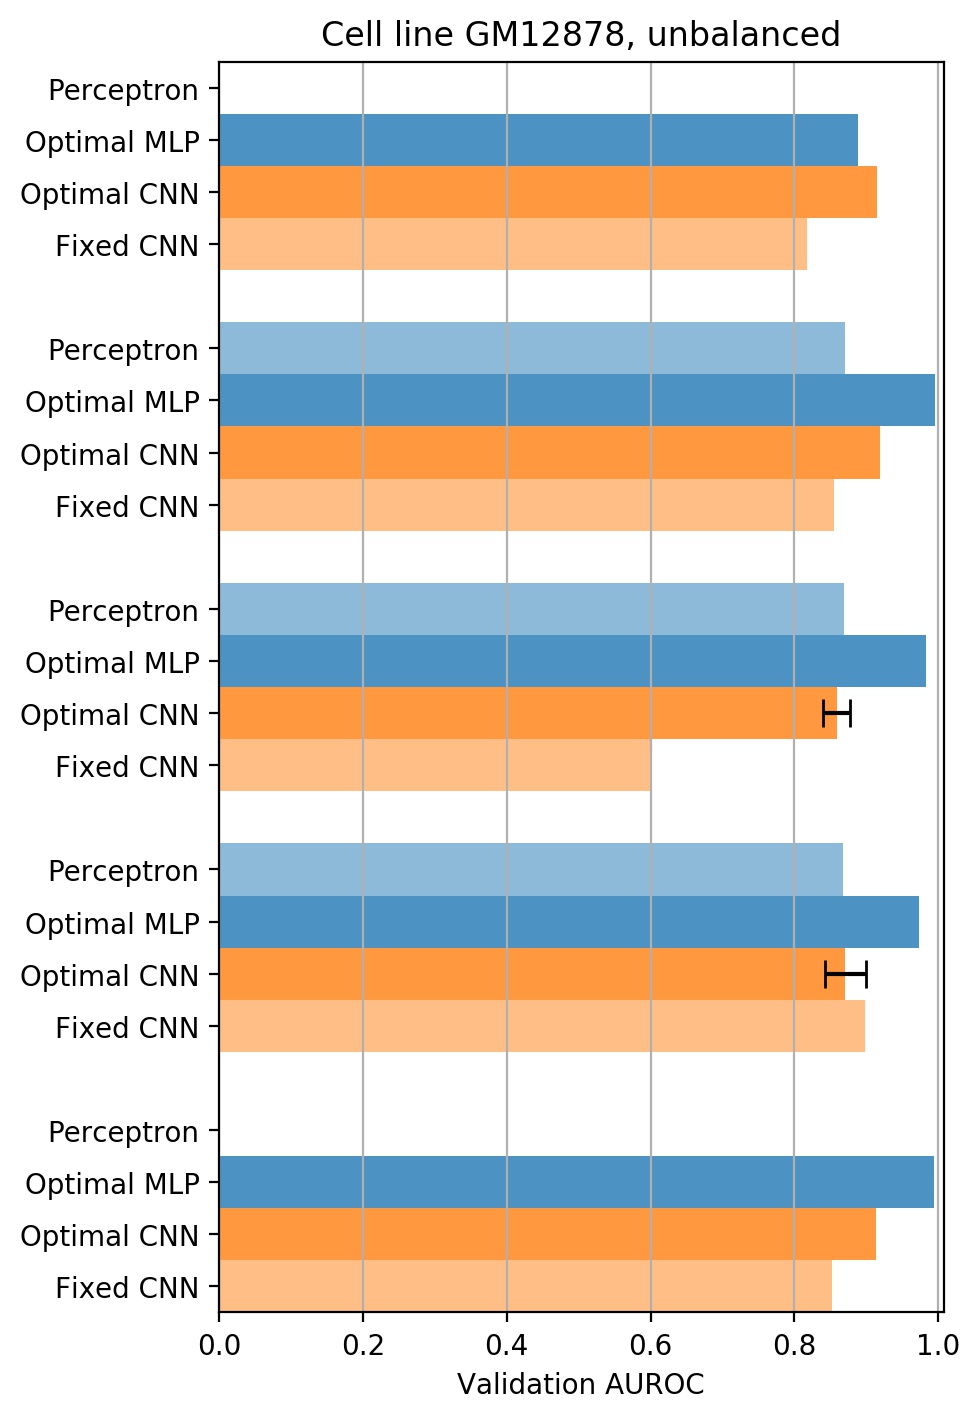 Cell line GM12878, unbalanced
Perceptron
Optimal MLP
Optimal CNN
Fixed CNN
Perceptron
Optimal MLP
Optimal CNN
Fixed CNN
Perceptron
Optimal MLP
Optimal CNN
Fixed CNN
Perceptron
Optimal MLP
Optimal CNN
Fixed CNN
Perceptron
Optimal MLP
Optimal CNN
Fixed CNN
0.0 0.2 0.4 0.6 0.8 1.0
Validation AUROC